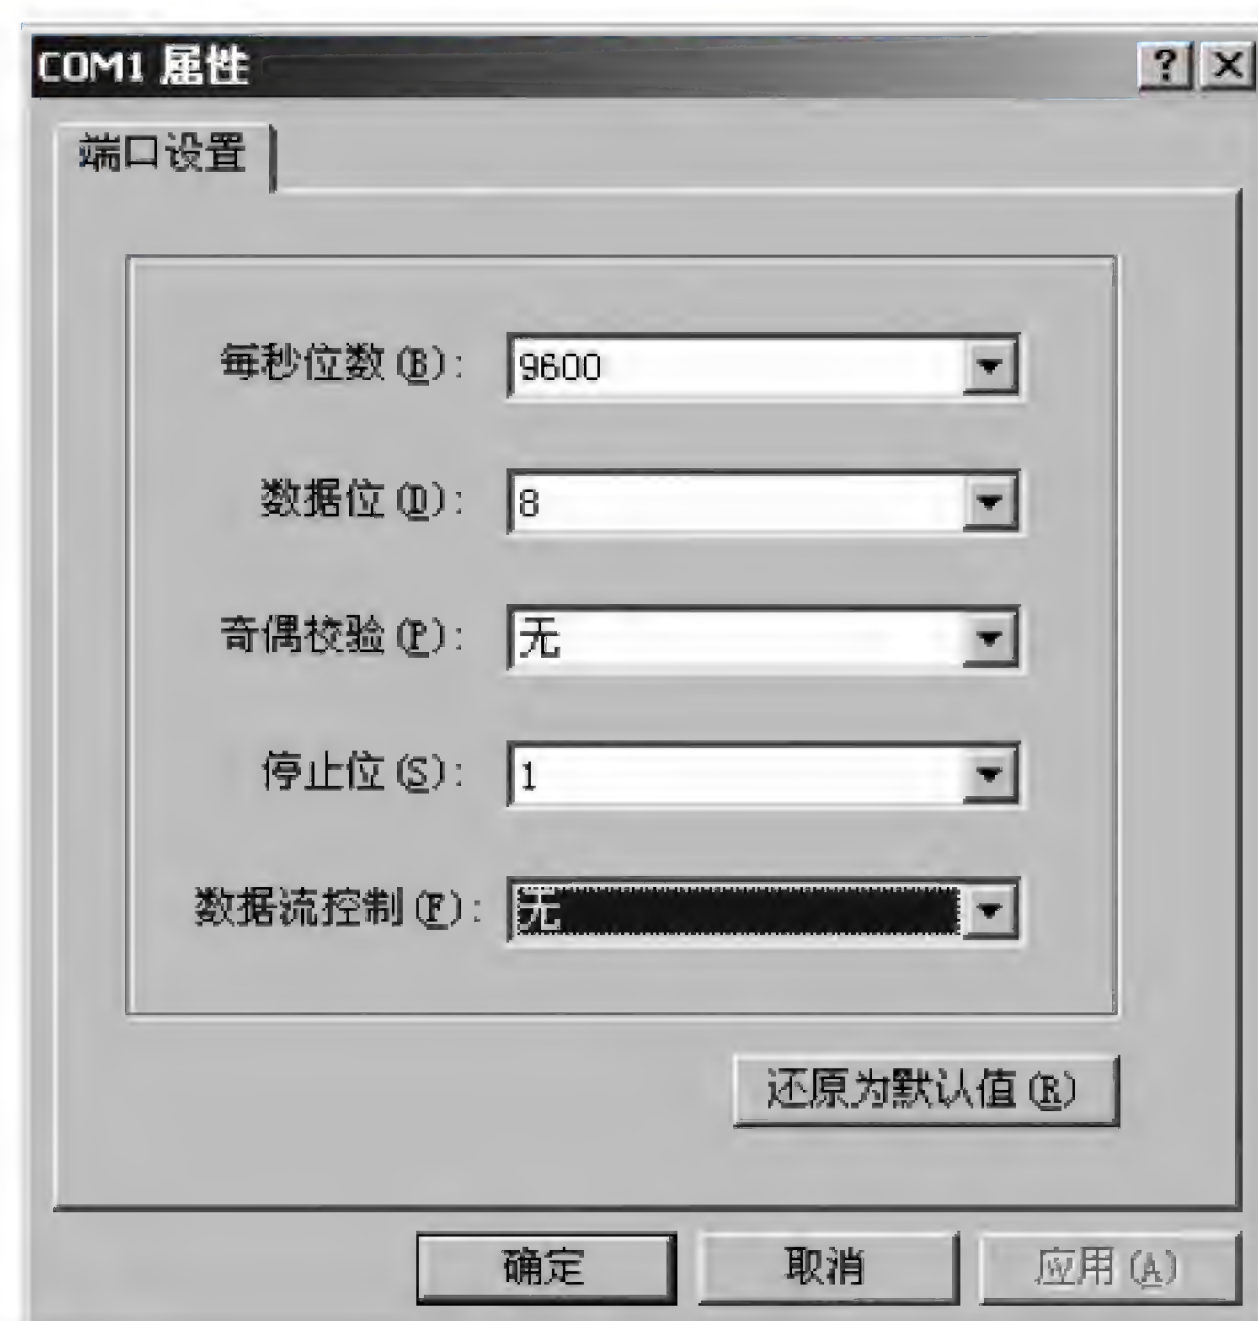 COM1 属性
端口设置
每秒位数(B): 9600
数据位(D): 8
奇偶校验(P): 无
停止位(S): 1
数据流控制(F): 无
还原为默认值(R)
确定 取消 应用(A)